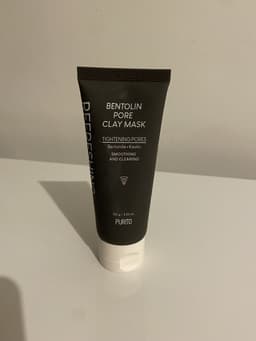 BENTOLIN
PORE
CLAY MASK
TIGHTENING PORES
Bentonite + Kaolin
SMOOTHING
AND CLEARING
PURITO